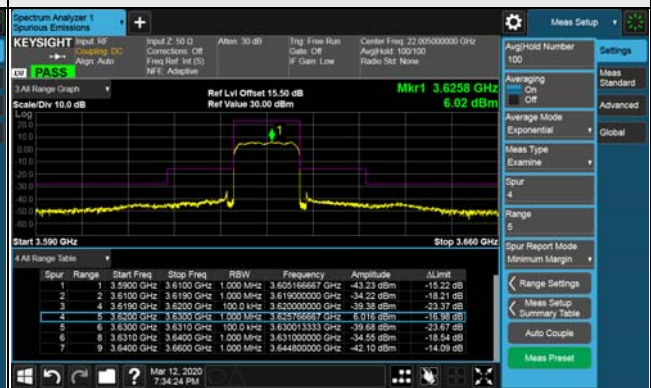 Spectrum Analyzer 1
Spurious Emissions
+
Meas Setup
KEYSIGHT Input: RF Input Z: 50 Ω Atten: 30 dB Trig: Free Run Center Freq: 22.005000000 GHz
Coupling: DC Corrections: Off Gate: Off Avg|Hold: 100/100
Align: Auto Freq Ref: Int (S) IF Gain: Low Radio Std: None
NFE: Adaptive
PASS
3 All Range Graph
Scale/Div 10.0 dB
Ref Lvl Offset 15.50 dB
Ref Value 30.00 dBm
Mkr1 3.6258 GHz
6.02 dBm
Log
20.0
10.0
0.00
-10.0
-20.0
-30.0
-40.0
-50.0
-60.0
1
Start 3.590 GHz
Stop 3.660 GHz
4 All Range Table
Spur Range Start Freq Stop Freq RBW Frequency Amplitude ΔLimit
1 1 3.5900 GHz 3.6100 GHz 1.000 MHz 3.605166667 GHz -43.23 dBm -15.22 dB
2 2 3.6100 GHz 3.6190 GHz 1.000 MHz 3.619000000 GHz -34.22 dBm -18.21 dB
3 4 3.6190 GHz 3.6200 GHz 100.0 kHz 3.620000000 GHz -39.38 dBm -23.37 dB
4 5 3.6200 GHz 3.6300 GHz 1.000 MHz 3.625766667 GHz 6.016 dBm -16.98 dB
5 6 3.6300 GHz 3.6310 GHz 100.0 kHz 3.630013333 GHz -39.68 dBm -23.67 dB
6 8 3.6310 GHz 3.6400 GHz 1.000 MHz 3.631000000 GHz -34.55 dBm -18.54 dB
7 9 3.6400 GHz 3.6600 GHz 1.000 MHz 3.644800000 GHz -42.10 dBm -14.09 dB
Avg|Hold Number
100
Averaging
On
Off
Average Mode
Exponential
Meas Type
Examine
Spur
4
Range
5
Spur Report Mode
Minimum Margin
Range Settings
Meas Setup
Summary Table
Auto Couple
Meas Preset
Settings
Meas
Standard
Advanced
Global
?
Mar 12, 2020
7:34:24 PM